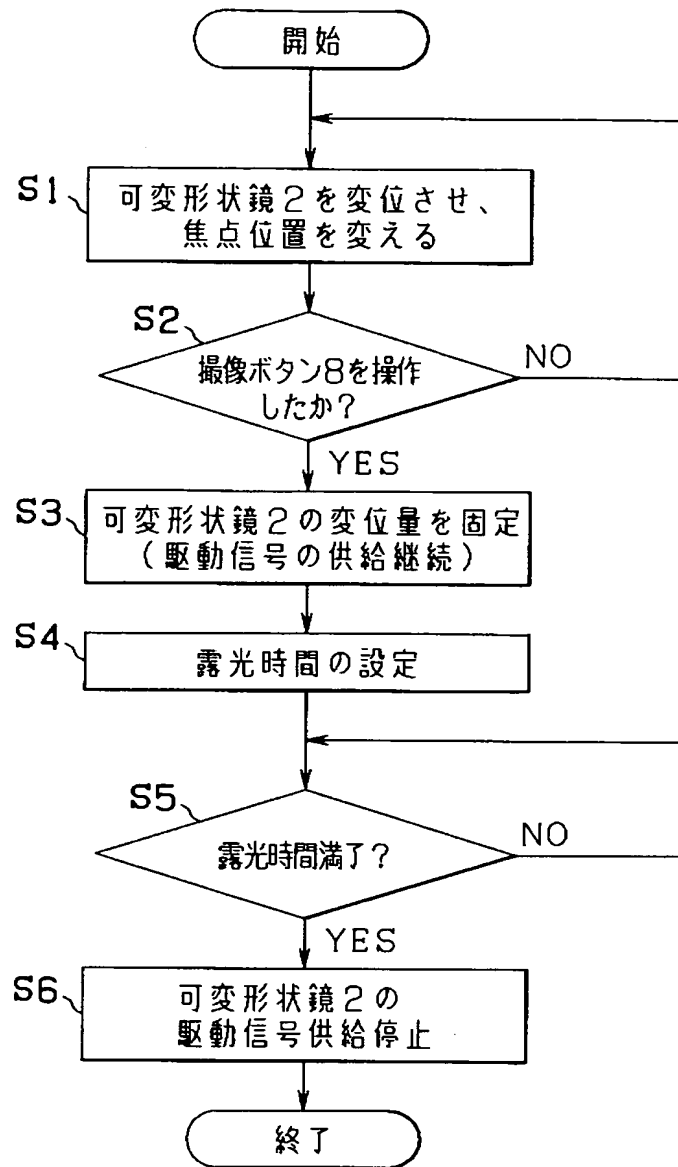 開始
S1
可変形状鏡2を変位させ、
焦点位置を変える
S2
撮像ボタン8を操作
したか？
NO
YES
S3
可変形状鏡2の変位量を固定
（駆動信号の供給継続）
S4
露光時間の設定
S5
露光時間満了？
NO
YES
S6
可変形状鏡2の
駆動信号供給停止
終了